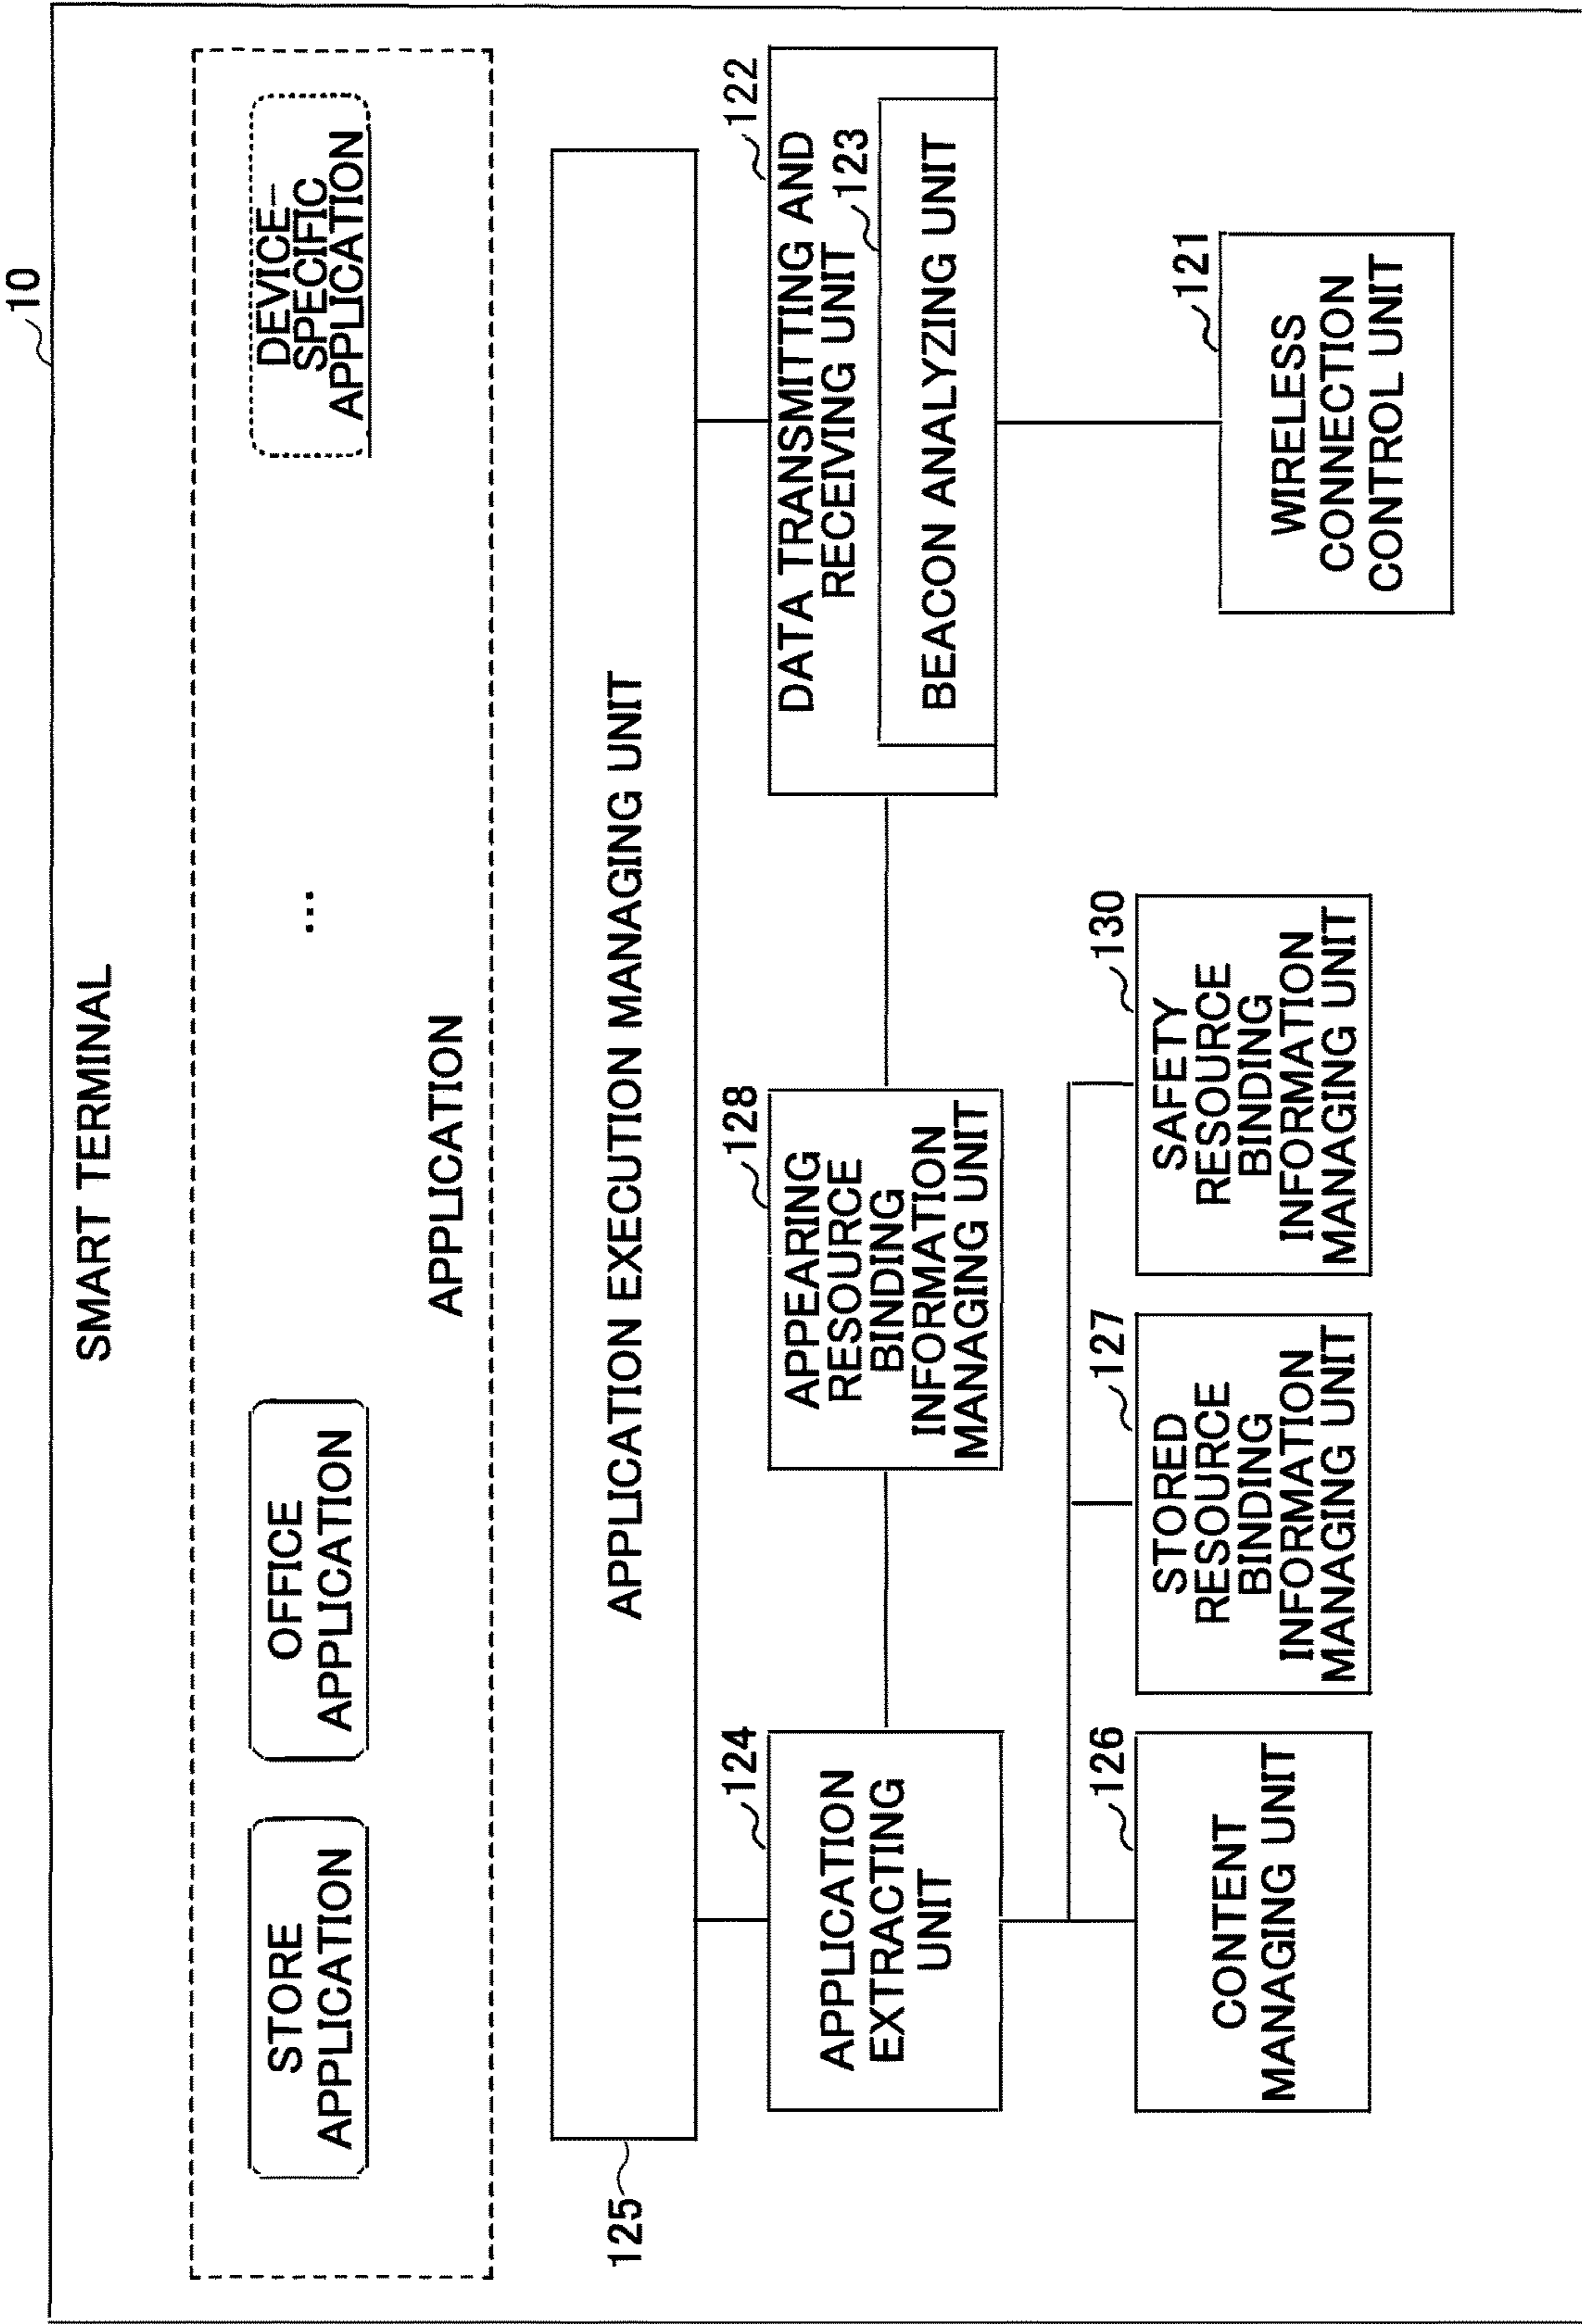 10
SMART TERMINAL
STORE
APPLICATION
OFFICE
APPLICATION
...
DEVICE-
SPECIFIC
APPLICATION
APPLICATION
125
APPLICATION EXECUTION MANAGING UNIT
124
APPLICATION
EXTRACTING
UNIT
128
APPEARING
RESOURCE
BINDING
INFORMATION
MANAGING UNIT
122
DATA TRANSMITTING AND
RECEIVING UNIT
123
BEACON ANALYZING UNIT
126
CONTENT
MANAGING UNIT
127
STORED
RESOURCE
BINDING
INFORMATION
MANAGING UNIT
130
SAFETY
RESOURCE
BINDING
INFORMATION
MANAGING UNIT
121
WIRELESS
CONNECTION
CONTROL UNIT